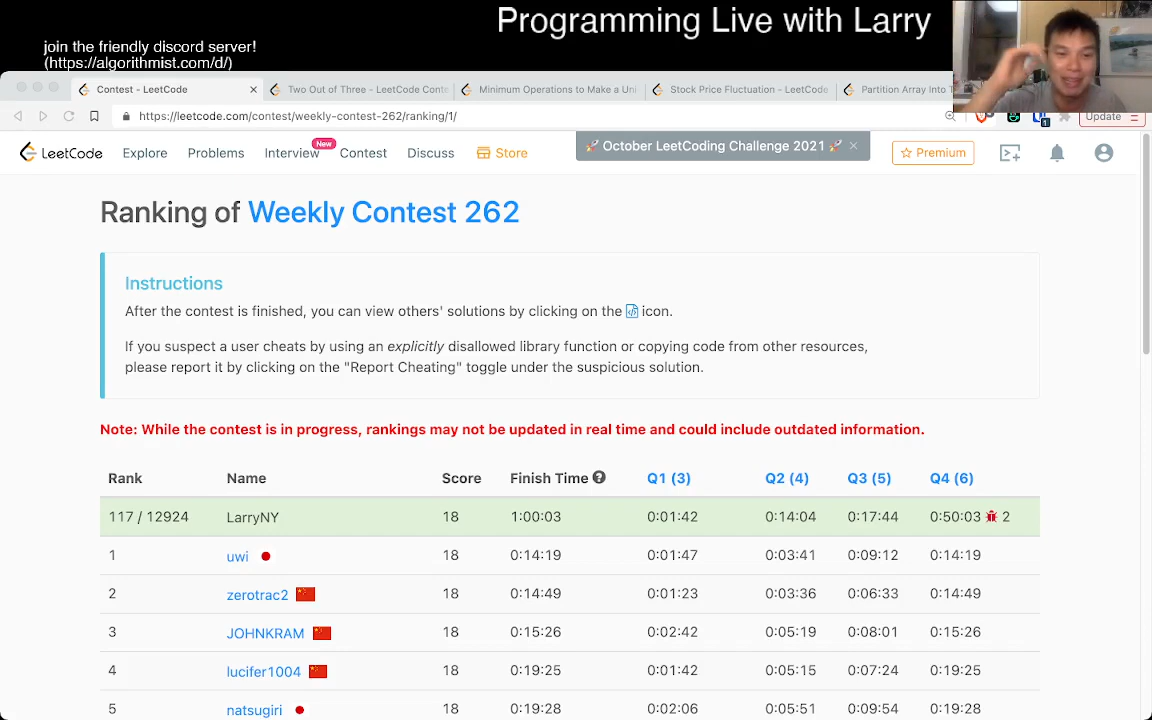 Programming Live with Larry
join the friendly discord server!
(https://algorithmist.com/d/)
Contest - LeetCode
Two Out of Three - LeetCode Conte
Minimum Operations to Make a Uni
Stock Price Fluctuation - LeetCode
Partition Array Into T
https://leetcode.com/contest/weekly-contest-262/ranking/1/
1
Update
LeetCode
Explore
Problems
Interview
New
Contest
Discuss
Store
October LeetCoding Challenge 2021
Premium
Ranking of Weekly Contest 262
Instructions
After the contest is finished, you can view others' solutions by clicking on the icon.
If you suspect a user cheats by using an explicitly disallowed library function or copying code from other resources,
please report it by clicking on the "Report Cheating" toggle under the suspicious solution.
Note: While the contest is in progress, rankings may not be updated in real time and could include outdated information.
Rank Name Score Finish Time Q1 (3) Q2 (4) Q3 (5) Q4 (6)
117 / 12924 LarryNY 18 1:00:03 0:01:42 0:14:04 0:17:44 0:50:03 2
1 uwi 18 0:14:19 0:01:47 0:03:41 0:09:12 0:14:19
2 zerotrac2 18 0:14:49 0:01:23 0:03:36 0:06:33 0:14:49
3 JOHNKRAM 18 0:15:26 0:02:42 0:05:19 0:08:01 0:15:26
4 lucifer1004 18 0:19:25 0:01:42 0:05:15 0:07:24 0:19:25
5 natsugiri 18 0:19:28 0:02:06 0:05:51 0:09:54 0:19:28